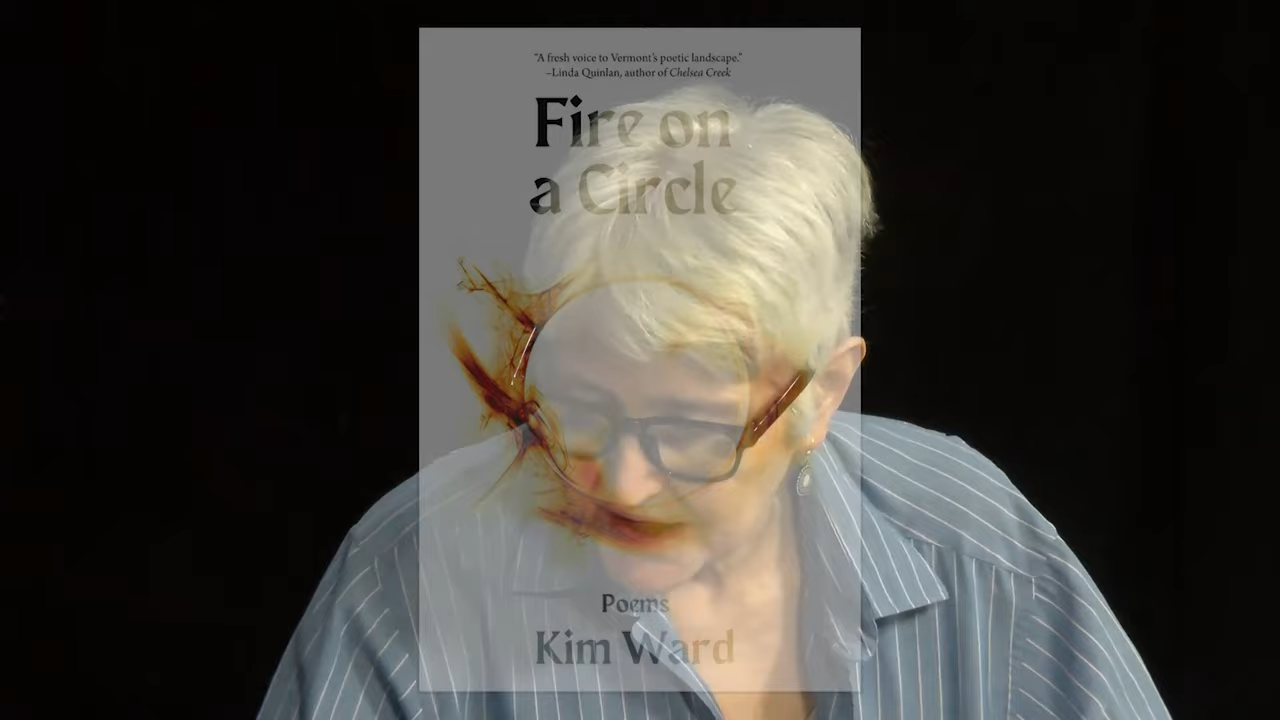 “A fresh voice to Vermont’s poetic landscape.”
–Linda Quinlan, author of Chelsea Creek
Fire on
a Circle
Poems
Kim Ward